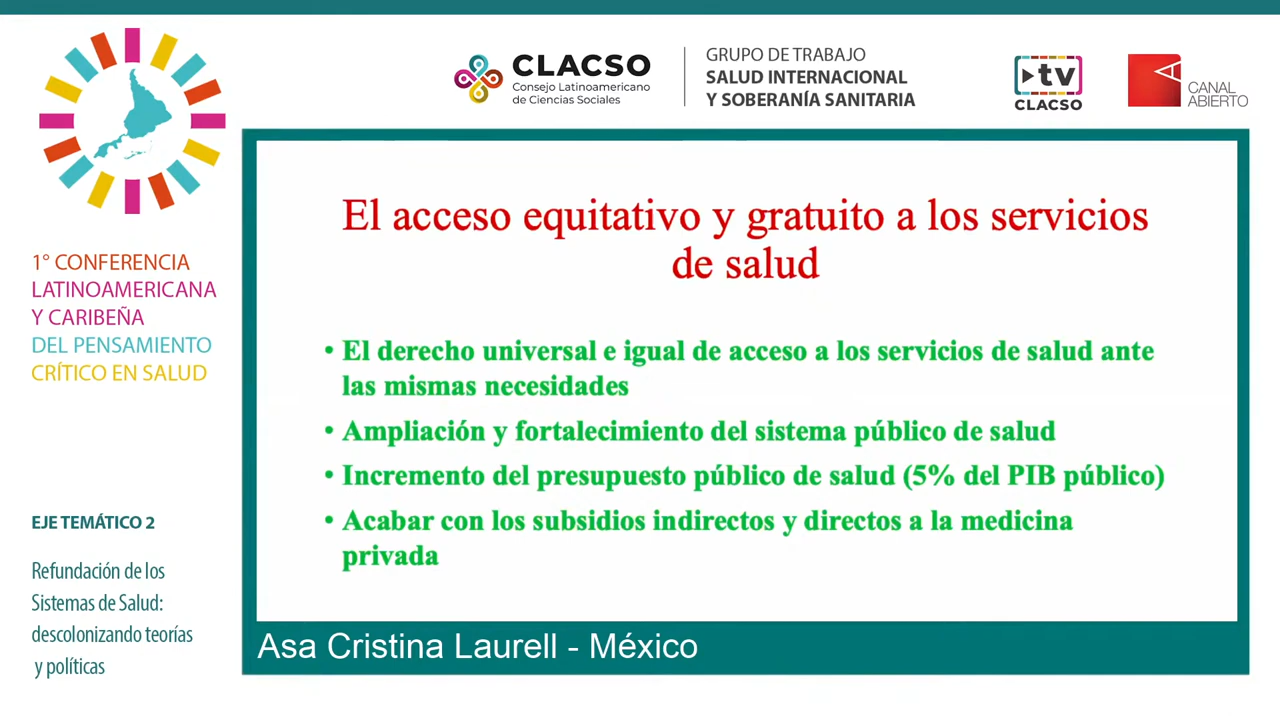 CLACSO
Consejo Latinoamericano
de Ciencias Sociales
GRUPO DE TRABAJO
SALUD INTERNACIONAL
Y SOBERANÍA SANITARIA
tv
CLACSO
CANAL
ABIERTO
1° CONFERENCIA
LATINOAMERICANA
Y CARIBEÑA
DEL PENSAMIENTO
CRÍTICO EN SALUD
EJE TEMÁTICO 2
Refundación de los
Sistemas de Salud:
descolonizando teorías
y políticas
El acceso equitativo y gratuito a los servicios
de salud
• El derecho universal e igual de acceso a los servicios de salud ante
las mismas necesidades
• Ampliación y fortalecimiento del sistema público de salud
• Incremento del presupuesto público de salud (5% del PIB público)
• Acabar con los subsidios indirectos y directos a la medicina
privada
Asa Cristina Laurell - México